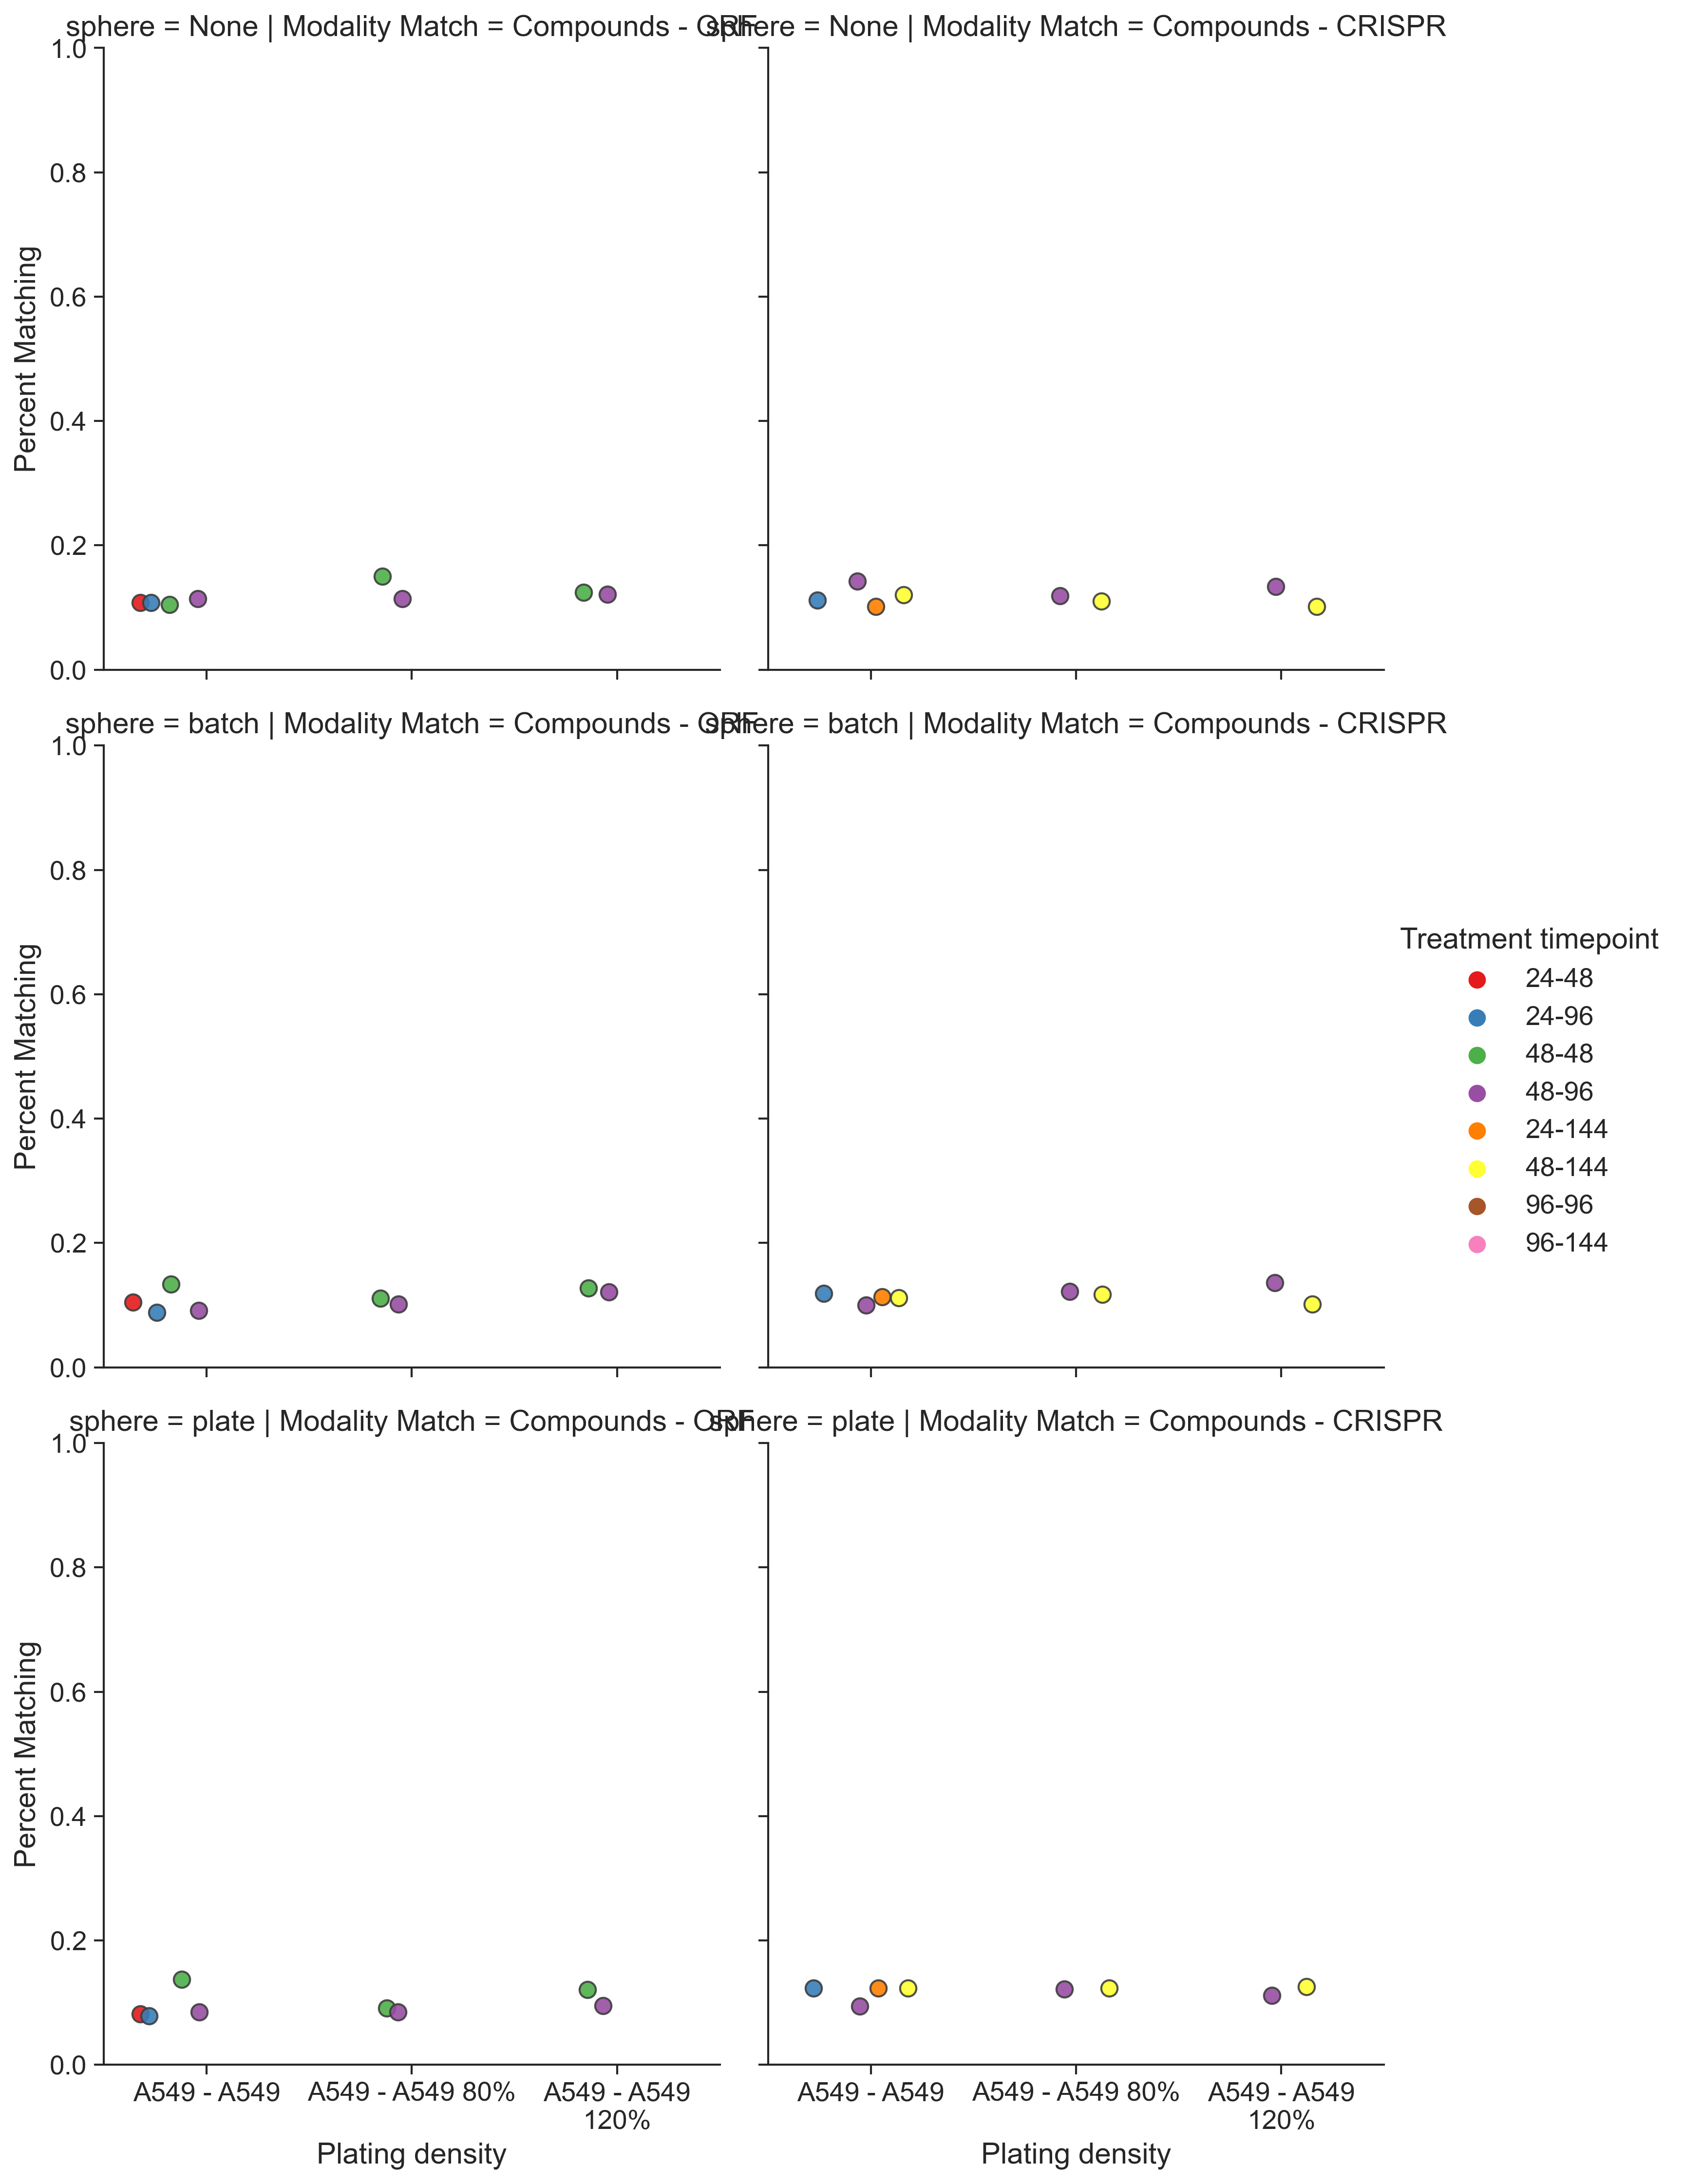 sphere = None | Modality Match = Compounds - ORF
sphere = None | Modality Match = Compounds - CRISPR
1.0
0.8
0.6
0.4
0.2
0.0
Percent Matching
sphere = batch | Modality Match = Compounds - ORF
sphere = batch | Modality Match = Compounds - CRISPR
1.0
0.8
0.6
0.4
0.2
0.0
Percent Matching
Treatment timepoint
24-48
24-96
48-48
48-96
24-144
48-144
96-96
96-144
sphere = plate | Modality Match = Compounds - ORF
sphere = plate | Modality Match = Compounds - CRISPR
1.0
0.8
0.6
0.4
0.2
0.0
Percent Matching
A549 - A549
A549 - A549 80%
A549 - A549
120%
Plating density
A549 - A549
A549 - A549 80%
A549 - A549
120%
Plating density